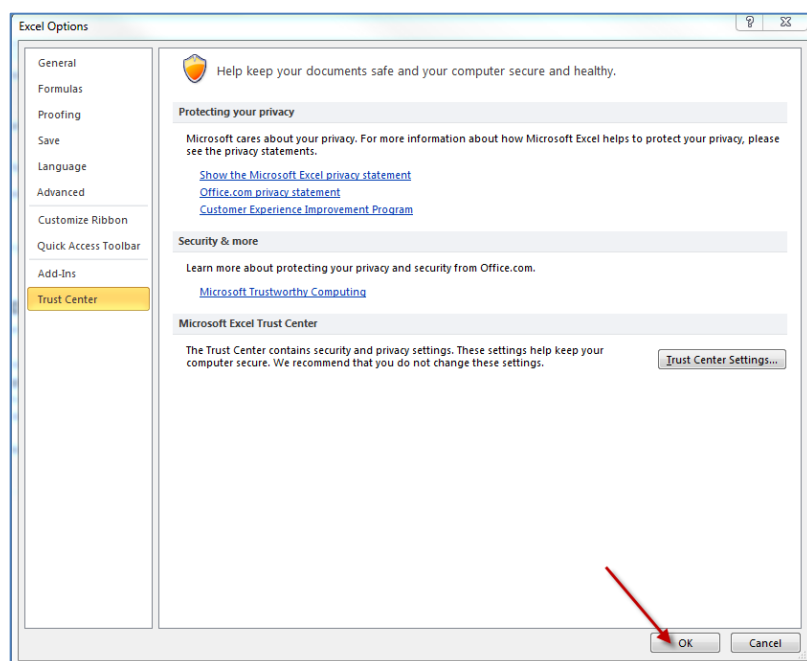 Excel Options
General
Formulas
Proofing
Save
Language
Advanced
Customize Ribbon
Quick Access Toolbar
Add-Ins
Trust Center
Help keep your documents safe and your computer secure and healthy.
Protecting your privacy
Microsoft cares about your privacy. For more information about how Microsoft Excel helps to protect your privacy, please
see the privacy statements.
Show the Microsoft Excel privacy statement
Office.com privacy statement
Customer Experience Improvement Program
Security & more
Learn more about protecting your privacy and security from Office.com.
Microsoft Trustworthy Computing
Microsoft Excel Trust Center
The Trust Center contains security and privacy settings. These settings help keep your
computer secure. We recommend that you do not change these settings.
Trust Center Settings...
OK
Cancel